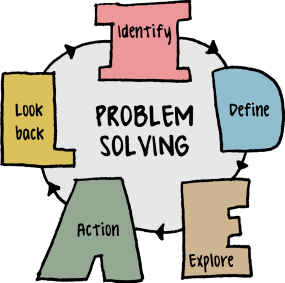 Identify
PROBLEM
SOLVING
Define
Explore
Action
Look
back